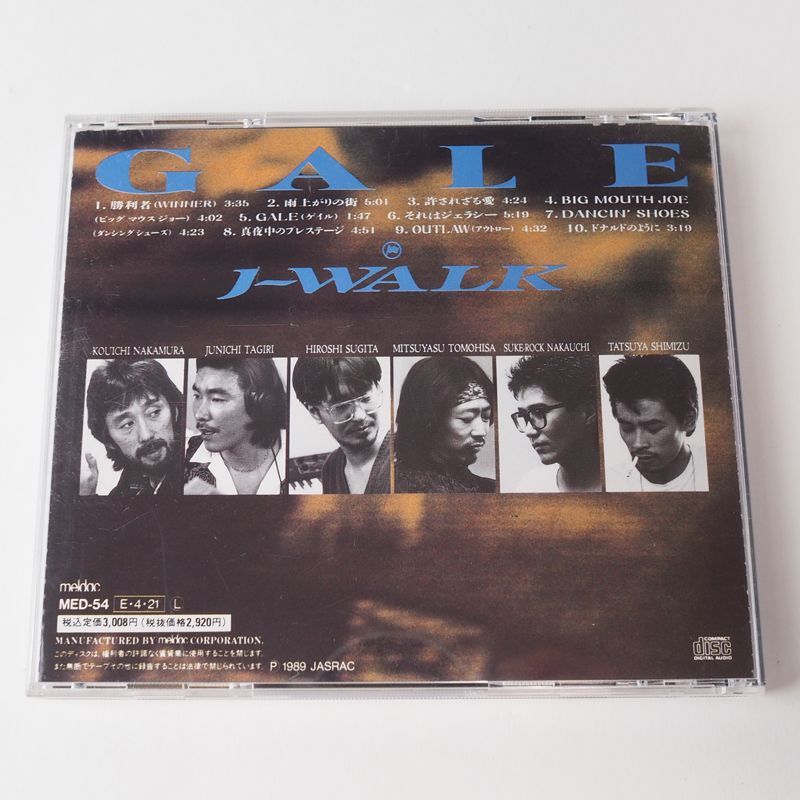 GALE
1. 勝利者(WINNER) 3:35 2. 雨上がりの街 5:01 3. 許されざる愛 4:24 4. BIG MOUTH JOE
(ビッグ マウス ジョー) 4:02 5. GALE(ゲイル) 1:47 6. それはジェラシー 5:19 7. DANCIN' SHOES
(ダンシング シューズ) 4:23 8. 真夜中のプレステージ 4:51 9. OUTLAW(アウトロー) 4:32 10. ドナルドのように 3:19
J-WALK
KOUICHI NAKAMURA JUNICHI TAGIRI HIROSHI SUGITA MITSUYASU TOMOHISA SUKE-ROCK NAKAUCHI TATSUYA SHIMIZU
meldac
MED-54 E・4・21 L
税込定価3,008円(税抜価格2,920円)
MANUFACTURED BY meldac CORPORATION.
このディスクは、権利者の許諾なく賃貸業に使用することを禁じます。
また無断でテープその他に録音することは法律で禁じられています。 P 1989 JASRAC
COMPACT
disc
DIGITAL AUDIO